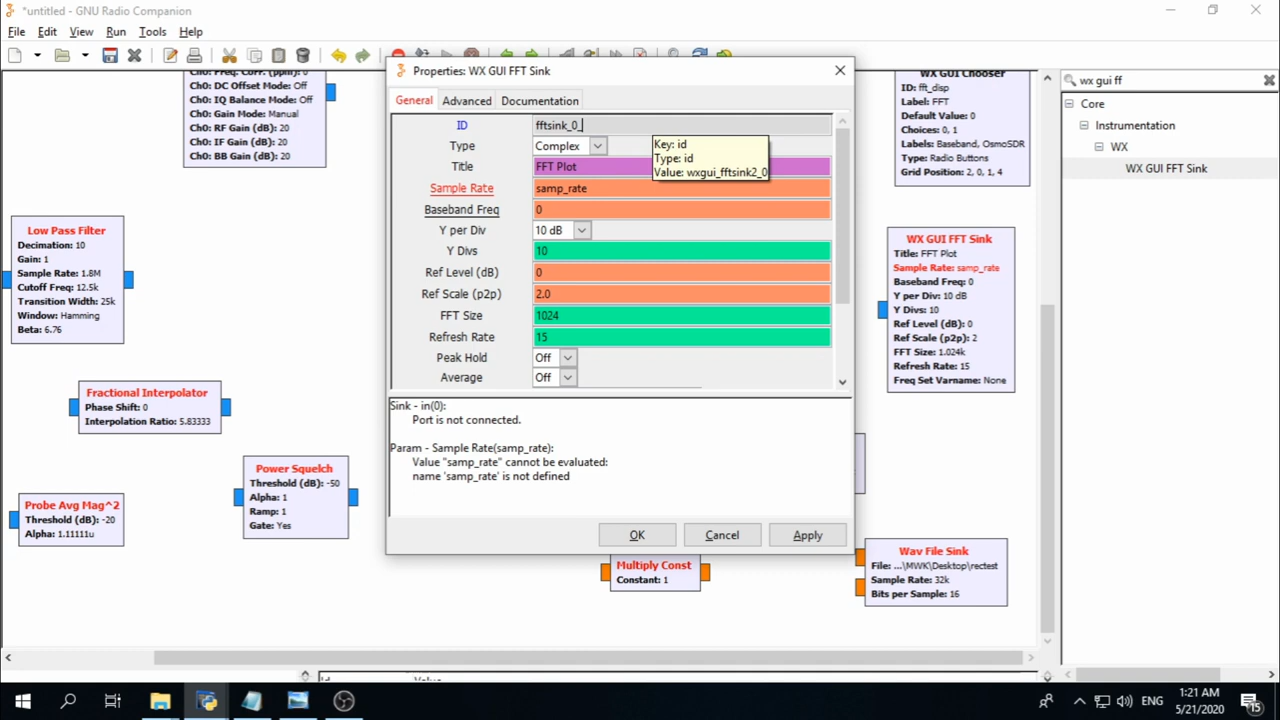 *untitled - GNU Radio Companion
File Edit View Run Tools Help
Ch0: Freq. Corr. (ppm): 0
Ch0: DC Offset Mode: Off
Ch0: IQ Balance Mode: Off
Ch0: Gain Mode: Manual
Ch0: RF Gain (dB): 20
Ch0: IF Gain (dB): 20
Ch0: BB Gain (dB): 20
Low Pass Filter
Decimation: 10
Gain: 1
Sample Rate: 1.8M
Cutoff Freq: 12.5k
Transition Width: 25k
Window: Hamming
Beta: 6.76
Fractional Interpolator
Phase Shift: 0
Interpolation Ratio: 5.83333
Power Squelch
Threshold (dB): -50
Alpha: 1
Ramp: 1
Gate: Yes
Probe Avg Mag^2
Threshold (dB): -20
Alpha: 1.11111u
Properties: WX GUI FFT Sink
General Advanced Documentation
ID fftsink_0_
Type Complex
Title FFT Plot
Sample Rate samp_rate
Baseband Freq 0
Y per Div 10 dB
Y Divs 10
Ref Level (dB) 0
Ref Scale (p2p) 2.0
FFT Size 1024
Refresh Rate 15
Peak Hold Off
Average Off
Key: id
Type: id
Value: wxgui_fftsink2_0
Sink - in(0):
Port is not connected.
Param - Sample Rate(samp_rate):
Value "samp_rate" cannot be evaluated:
name 'samp_rate' is not defined
OK Cancel Apply
Multiply Const
Constant: 1
WX GUI Chooser
ID: fft_disp
Label: FFT
Default Value: 0
Choices: 0, 1
Labels: Baseband, OsmoSDR
Type: Radio Buttons
Grid Position: 2, 0, 1, 4
WX GUI FFT Sink
Title: FFT Plot
Sample Rate: samp_rate
Baseband Freq: 0
Y per Div: 10 dB
Y Divs: 10
Ref Level (dB): 0
Ref Scale (p2p): 2
FFT Size: 1.024k
Refresh Rate: 15
Freq Set Varname: None
Wav File Sink
File: ...\MWK\Desktop\rectest
Sample Rate: 32k
Bits per Sample: 16
wx gui ff
Core
Instrumentation
WX
WX GUI FFT Sink
Id Value
ENG
1:21 AM
5/21/2020
15